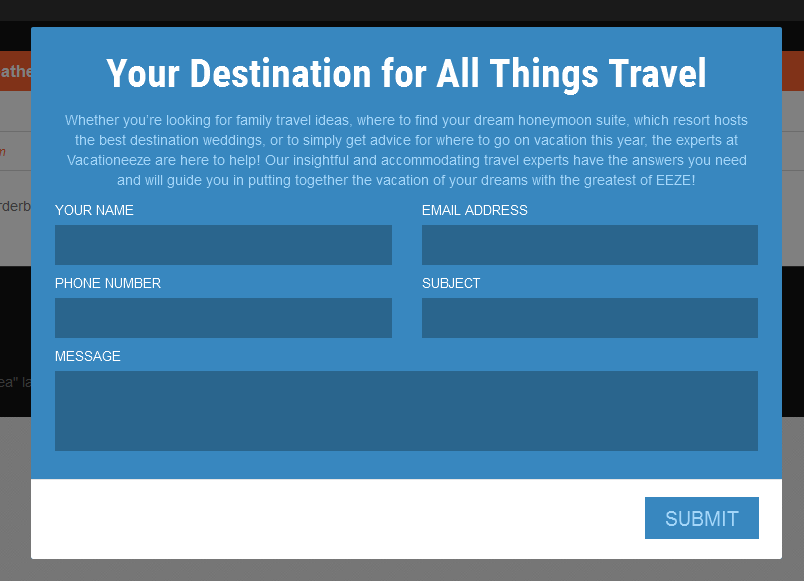 Your Destination for All Things Travel
Whether you're looking for family travel ideas, where to find your dream honeymoon suite, which resort hosts
the best destination weddings, or to simply get advice for where to go on vacation this year, the experts at
Vacationeeze are here to help! Our insightful and accommodating travel experts have the answers you need
and will guide you in putting together the vacation of your dreams with the greatest of EEZE!
YOUR NAME
EMAIL ADDRESS
PHONE NUMBER
SUBJECT
MESSAGE
SUBMIT